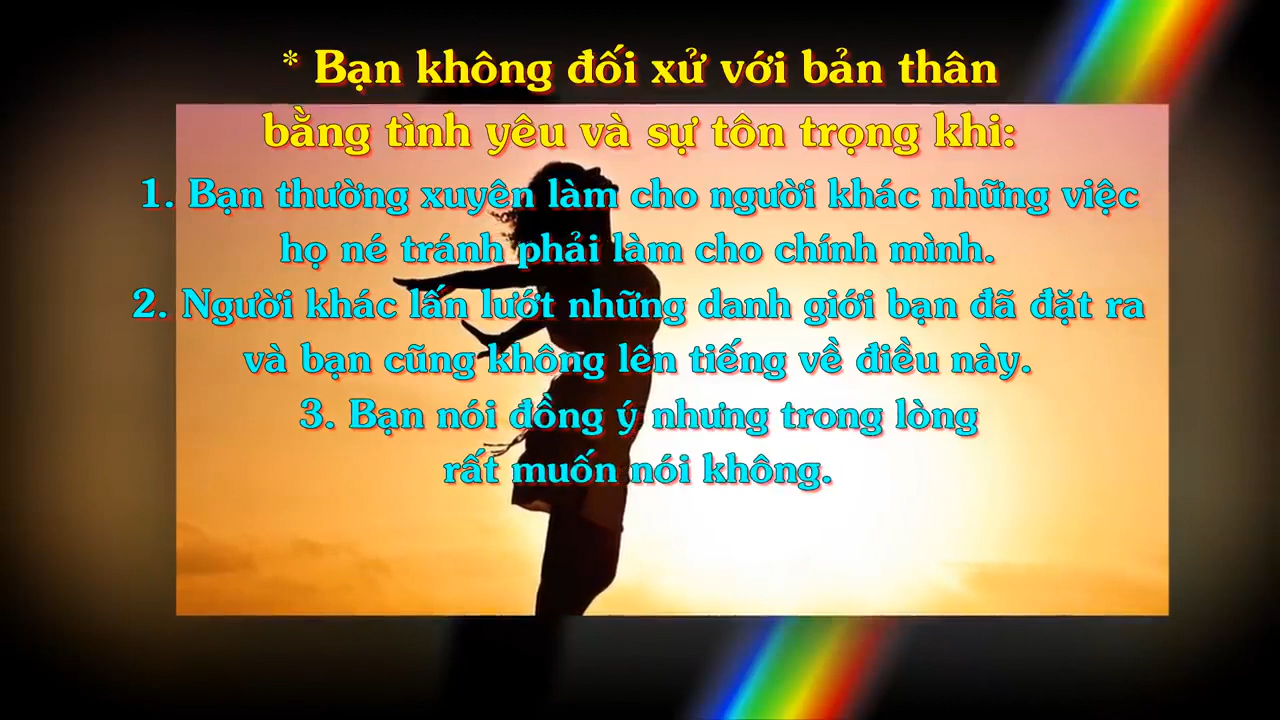 * Bạn không đối xử với bản thân
bằng tình yêu và sự tôn trọng khi:
1. Bạn thường xuyên làm cho người khác những việc
họ né tránh phải làm cho chính mình.
2. Người khác lấn lướt những danh giới bạn đã đặt ra
và bạn cũng không lên tiếng về điều này.
3. Bạn nói đồng ý nhưng trong lòng
rất muốn nói không.